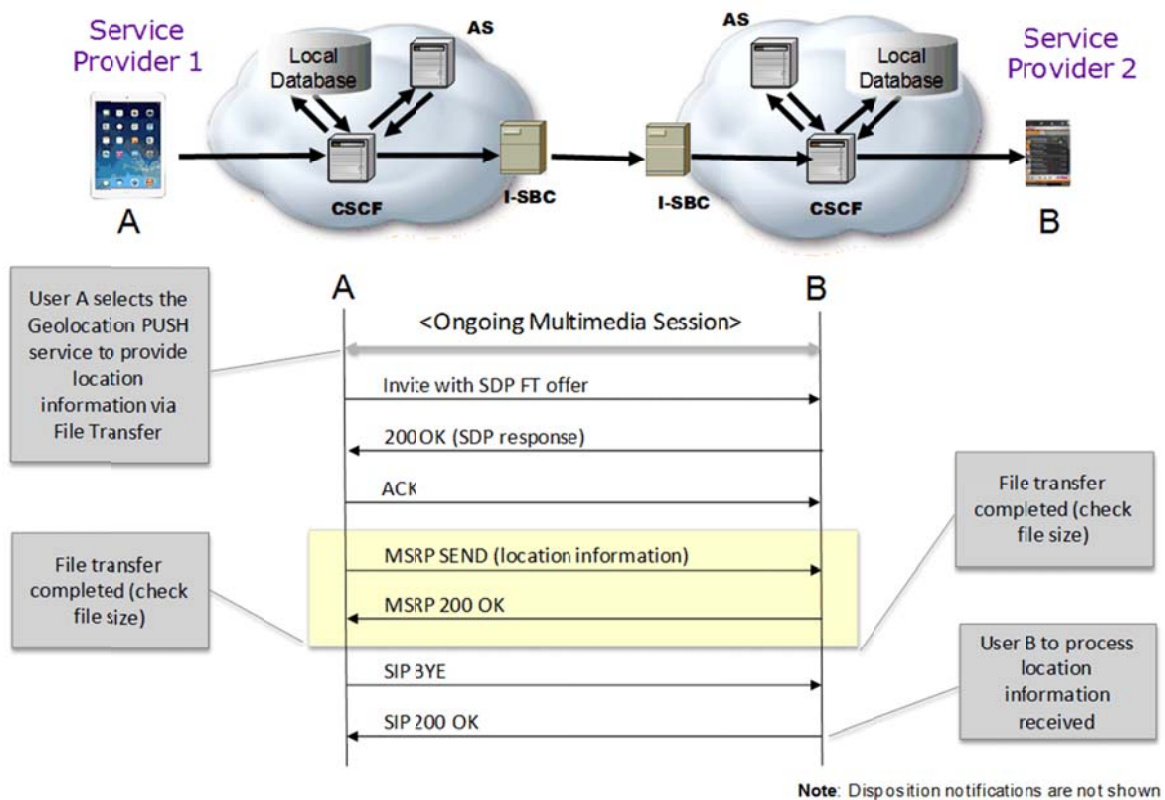 Service
Provider 1
Local
Database
AS
CSCF
I-SBC
A
AS
Local
Database
Service
Provider 2
I-SBC
CSCF
B
User A selects the
Geolocation PUSH
service to provide
location
information via
File Transfer
A
B
<Ongoing Multimedia Session>
Invite with SDP FT offer
200 OK (SDP response)
ACK
File transfer
completed (check
file size)
MSRP SEND (location information)
MSRP 200 OK
File transfer
completed (check
file size)
SIP BYE
SIP 200 OK
User B to process
location
information
received
Note: Disposition notifications are not shown